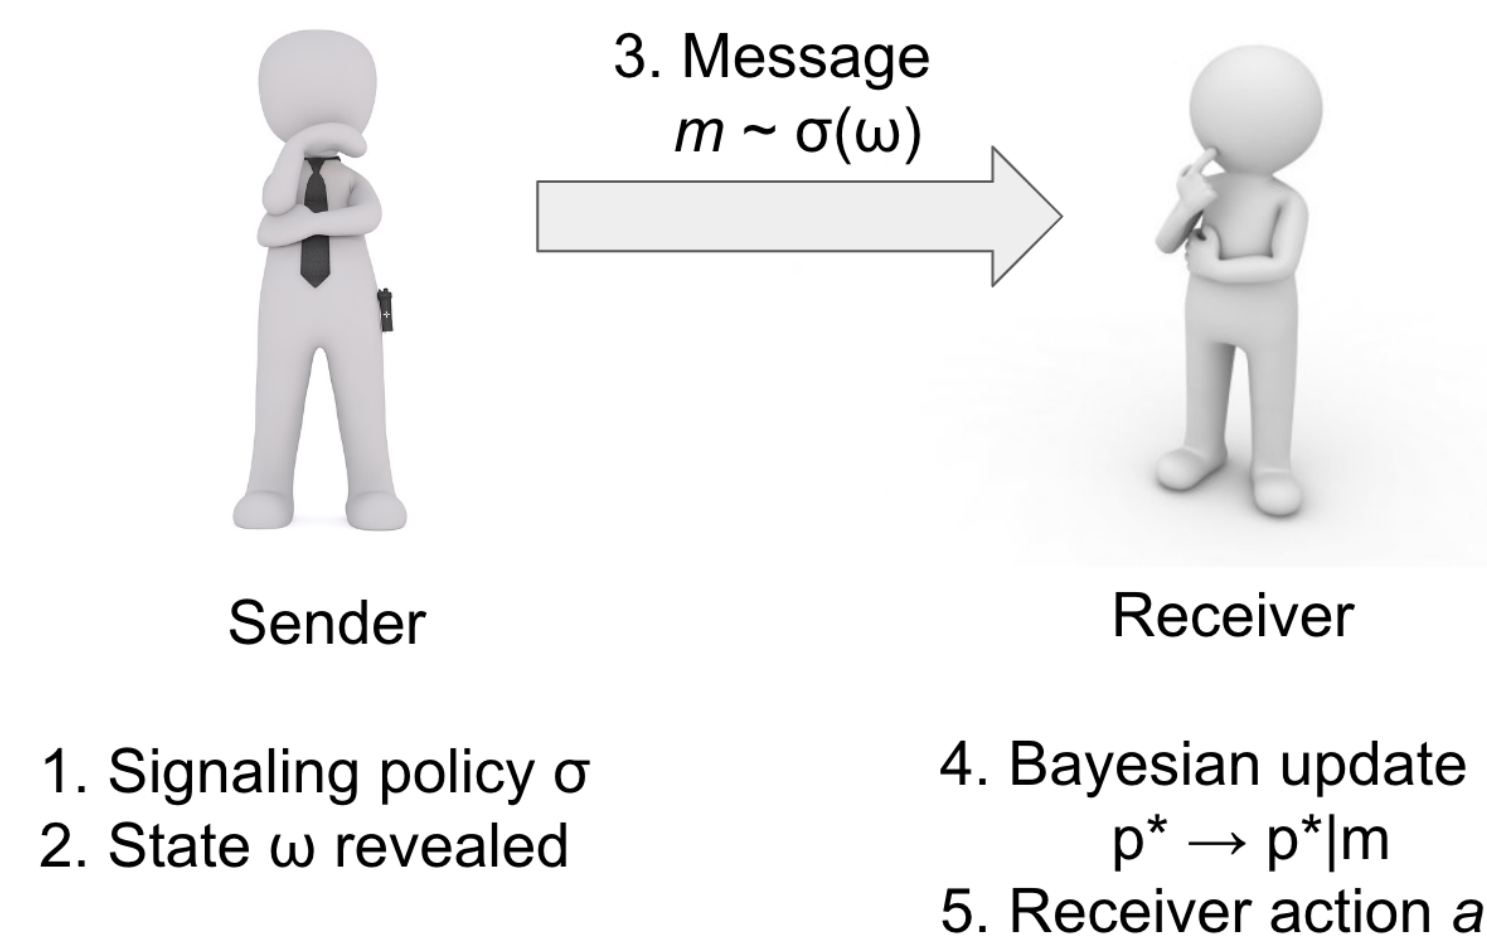 3. Message
m ~ σ(ω)
Sender
Receiver
1. Signaling policy σ
2. State ω revealed
4. Bayesian update
p* → p*|m
5. Receiver action a